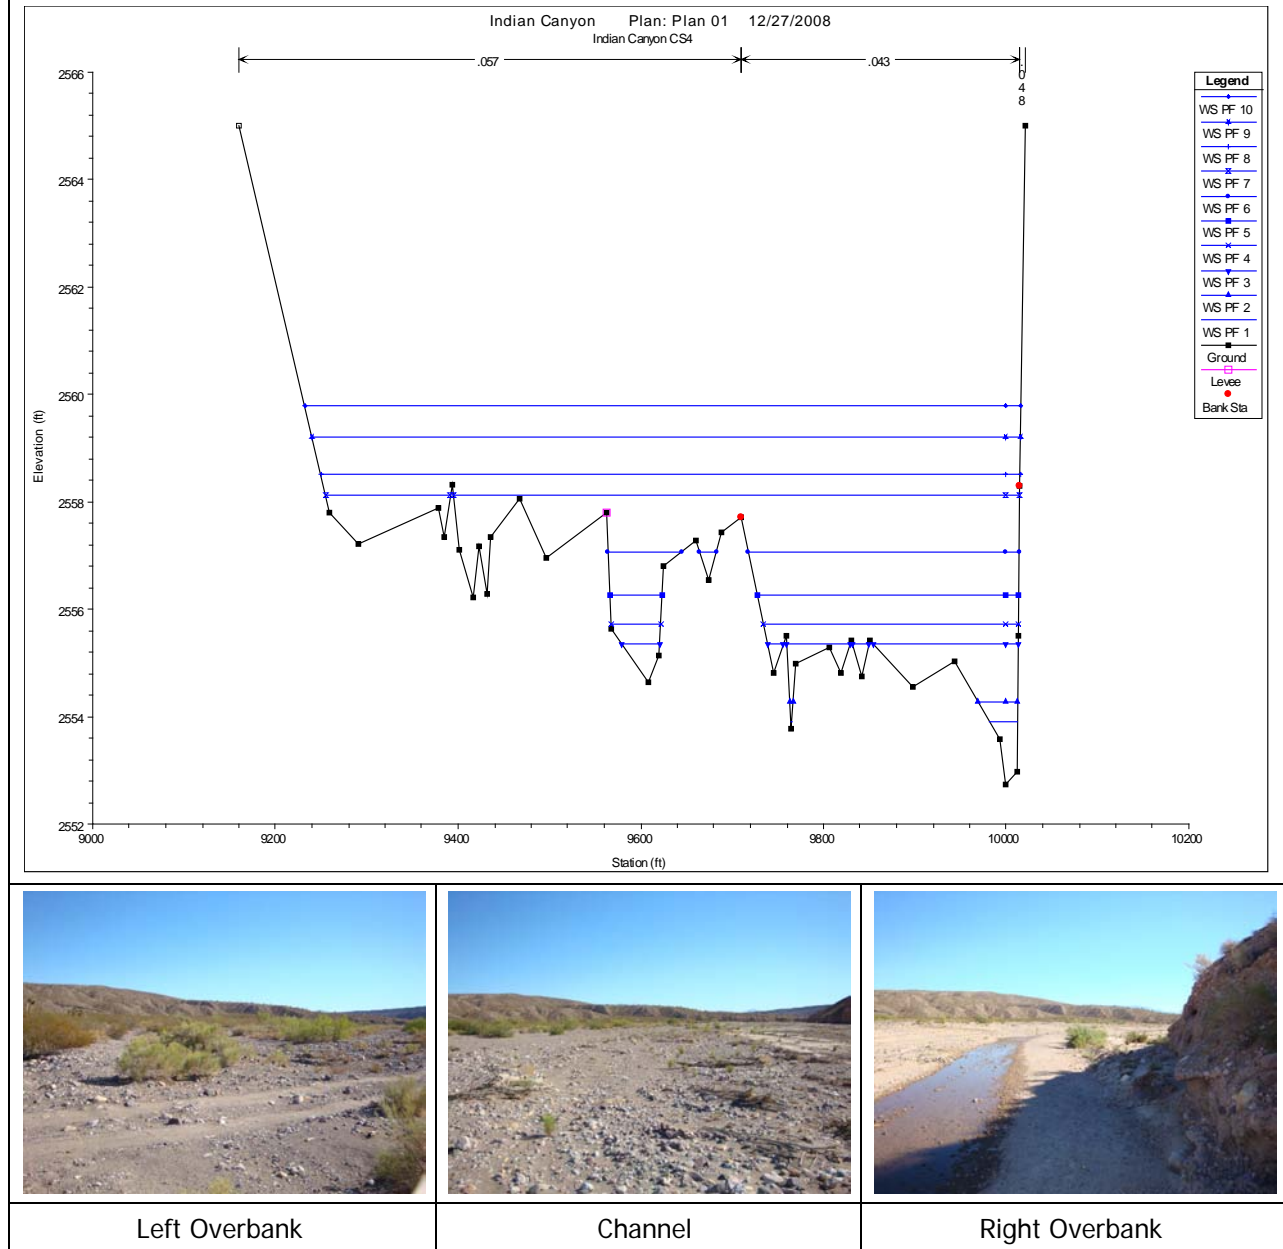 Indian Canyon Plan: Plan 01 12/27/2008
Indian Canyon CS4
.057
.043
.048
Legend
WS PF 10
WS PF 9
WS PF 8
WS PF 7
WS PF 6
WS PF 5
WS PF 4
WS PF 3
WS PF 2
WS PF 1
Ground
Levee
Bank Sta
2566
2564
2562
2560
2558
2556
2554
2552
Elevation (ft)
9000 9200 9400 9600 9800 10000 10200
Station (ft)
Left Overbank Channel Right Overbank